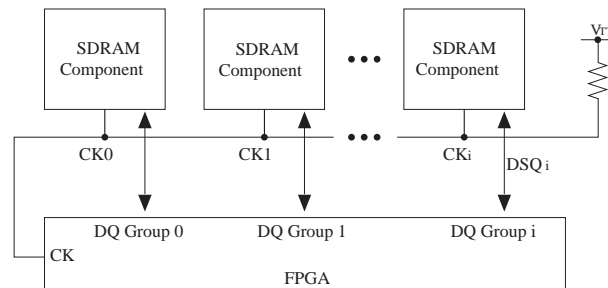 VTT
SDRAM
Component
SDRAM
Component
SDRAM
Component
CK0
CK1
CKi
DSQ i
DQ Group 0
DQ Group 1
DQ Group i
CK
FPGA